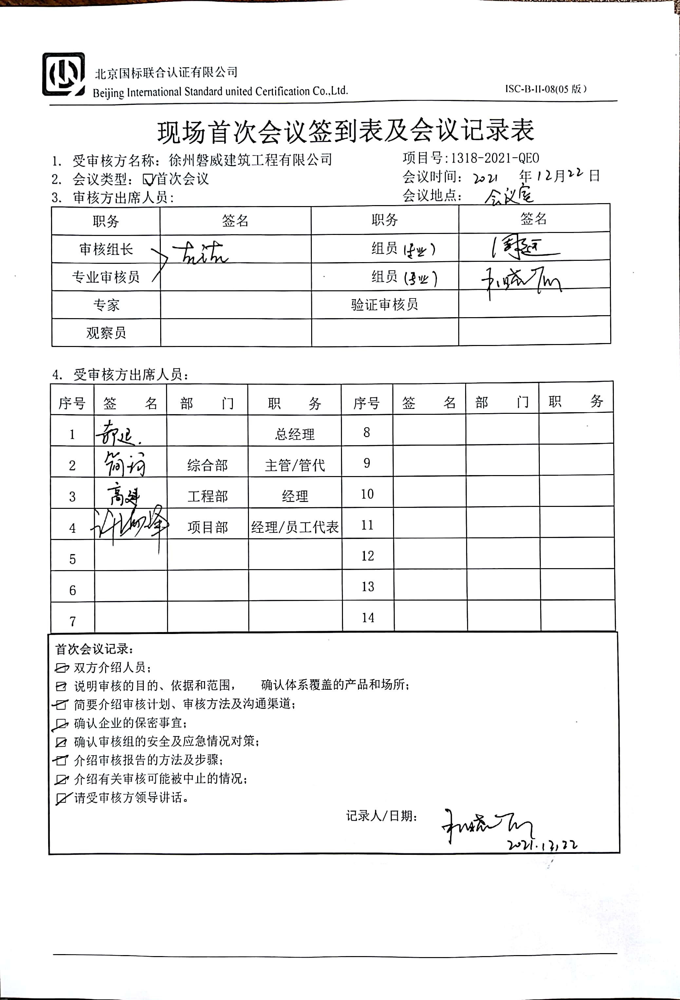 北京国标联合认证有限公司
Beijing International Standard united Certification Co.,Ltd.
ISC-B-II-08(05 版)
现场首次会议签到表及会议记录表
1. 受审核方名称：徐州磐威建筑工程有限公司 项目号:1318-2021-QEO
2. 会议类型：☑首次会议 会议时间：2021 年12月22日
3. 审核方出席人员： 会议地点：会议室
职务 签名 职务 签名
审核组长 组员(专业) 周超
专业审核员 组员(专业)
专家 验证审核员
观察员
4. 受审核方出席人员：
序号 签 名 部 门 职 务 序号 签 名 部 门 职 务
1 总经理 8
2 综合部 主管/管代 9
3 高建 工程部 经理 10
4 项目部 经理/员工代表 11
5 12
6 13
7 14
首次会议记录：
☑ 双方介绍人员；
☑ 说明审核的目的、依据和范围， 确认体系覆盖的产品和场所；
☑ 简要介绍审核计划、审核方法及沟通渠道；
☑ 确认企业的保密事宜；
☑ 确认审核组的安全及应急情况对策；
☑ 介绍审核报告的方法及步骤；
☑ 介绍有关审核可能被中止的情况；
☑ 请受审核方领导讲话。
记录人/日期：
2021.12.22